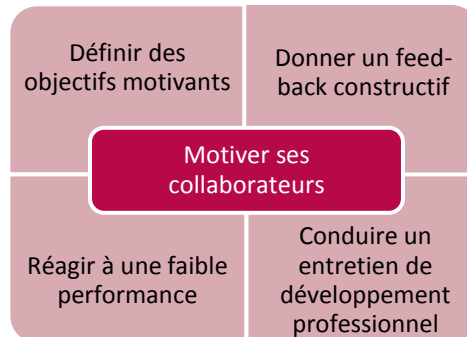 Définir des
objectifs motivants
Donner un feed-
back constructif
Motiver ses
collaborateurs
Réagir à une faible
performance
Conduire un
entretien de
développement
professionnel